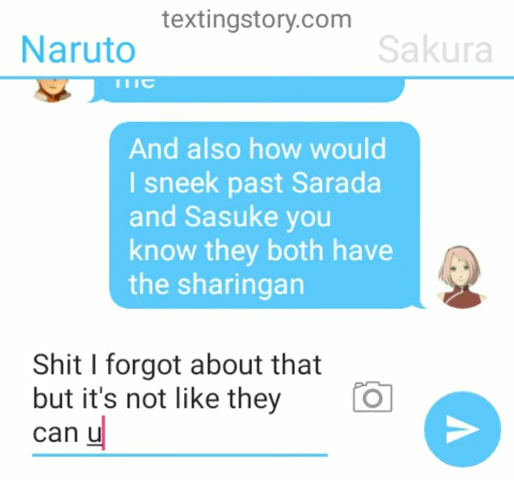 textingstory.com
Naruto
Sakura
me
And also how would
I sneek past Sarada
and Sasuke you
know they both have
the sharingan
Shit I forgot about that
but it's not like they
can u